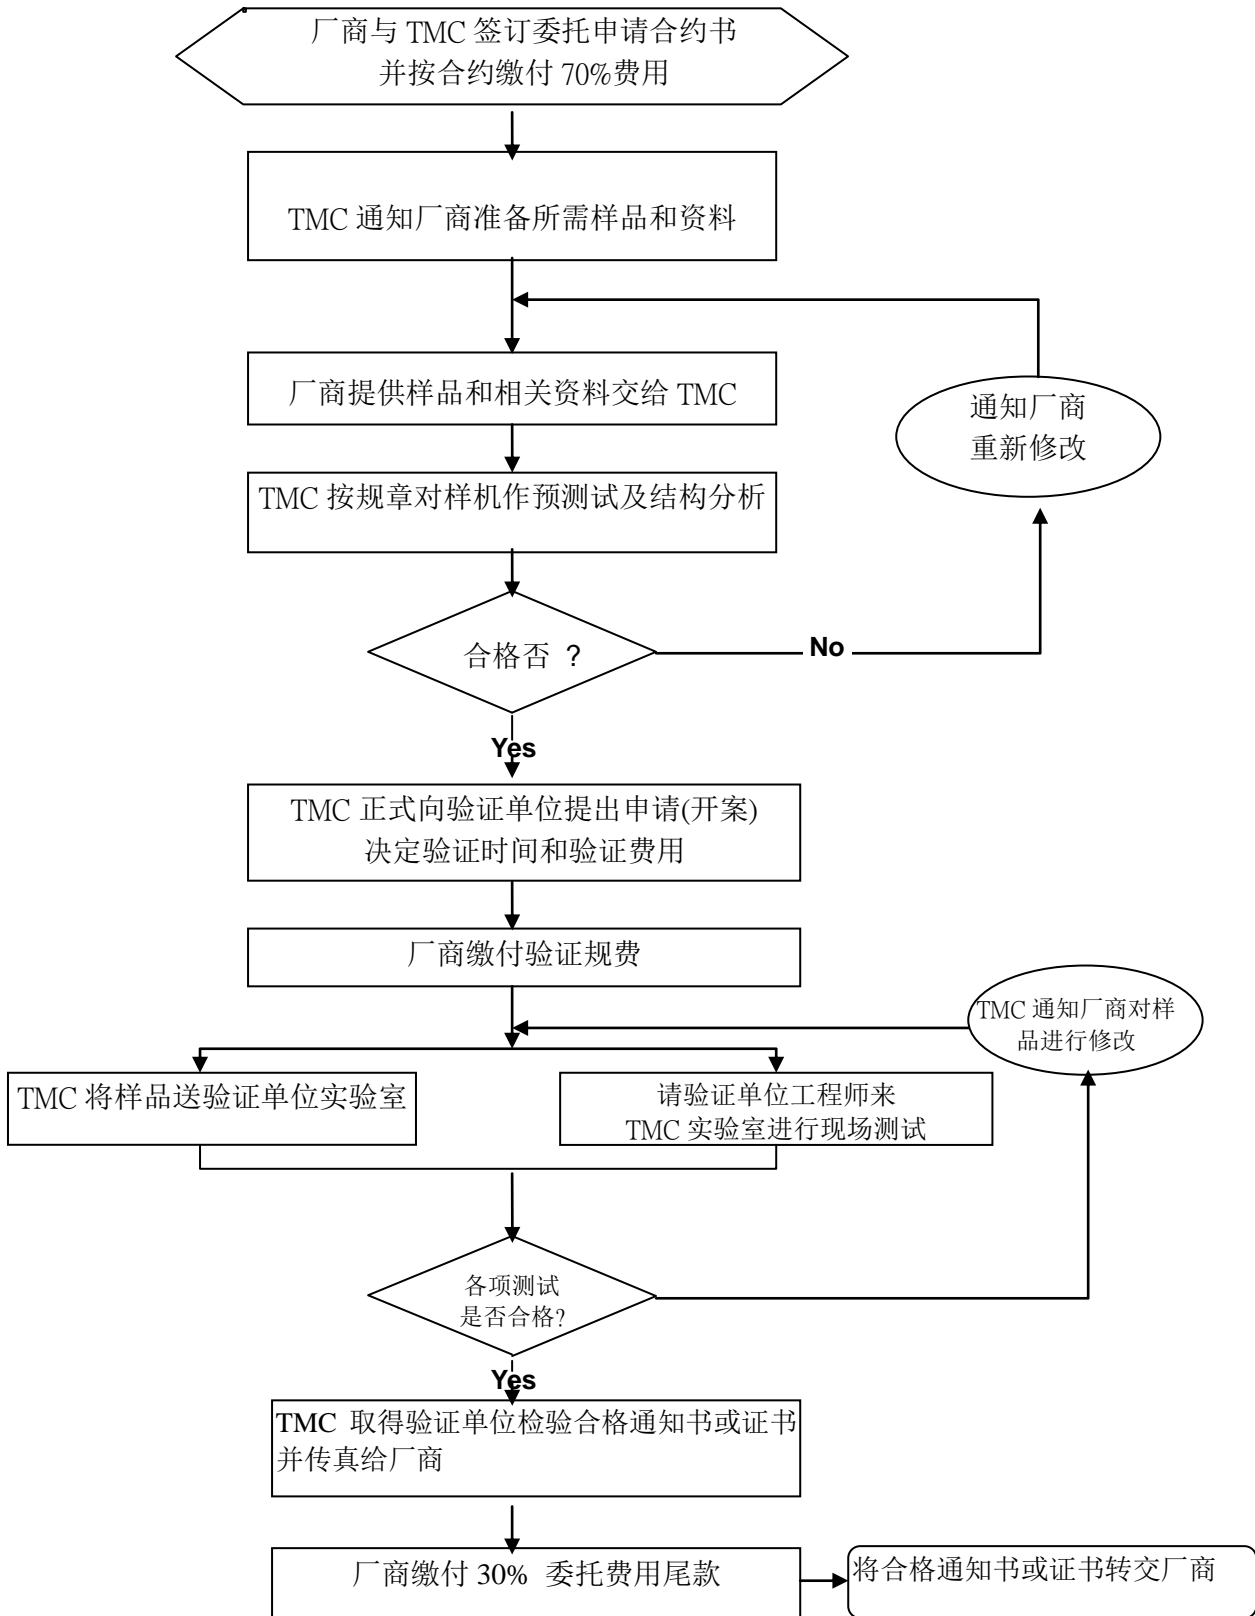 厂商与 TMC 签订委托申请合约书
并按合约缴付 70%费用
TMC 通知厂商准备所需样品和资料
厂商提供样品和相关资料交给 TMC
通知厂商
重新修改
TMC 按规章对样机作预测试及结构分析
合格否 ?
No
Yes
TMC 正式向验证单位提出申请(开案)
决定验证时间和验证费用
厂商缴付验证规费
TMC 通知厂商对样
品进行修改
TMC 将样品送验证单位实验室
请验证单位工程师来
TMC 实验室进行现场测试
各项测试
是否合格?
Yes
TMC 取得验证单位检验合格通知书或证书
并传真给厂商
厂商缴付 30% 委托费用尾款
将合格通知书或证书转交厂商